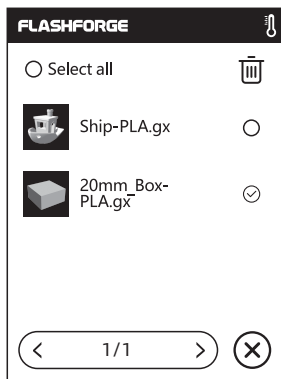 FLASHFORGE
Select all
Ship-PLA.gx
20mm_Box-
PLA.gx
1/1